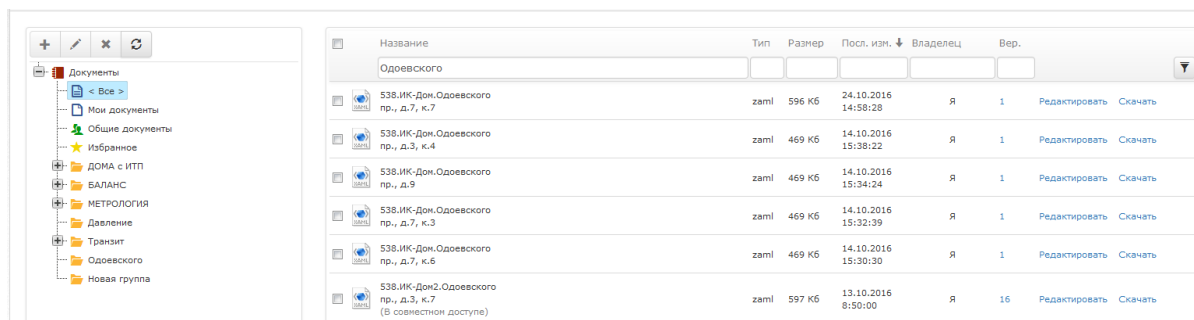 Документы
< Все >
Мои документы
Общие документы
Избранное
ДОМА с ИТП
БАЛАНС
МЕТРОЛОГИЯ
Давление
Транзит
Одоевского
Новая группа
Название Тип Размер Посл. изм. Владелец Вер.
Одоевского
538.ИК-Дом.Одоевского
пр., д.7, к.7
zaml 596 Кб
24.10.2016
14:58:28
Я 1 Редактировать Скачать
538.ИК-Дом.Одоевского
пр., д.3, к.4
zaml 469 Кб
14.10.2016
15:38:22
Я 1 Редактировать Скачать
538.ИК-Дом.Одоевского
пр., д.9
zaml 469 Кб
14.10.2016
15:34:24
Я 1 Редактировать Скачать
538.ИК-Дом.Одоевского
пр., д.7, к.3
zaml 469 Кб
14.10.2016
15:32:39
Я 1 Редактировать Скачать
538.ИК-Дом.Одоевского
пр., д.7, к.6
zaml 469 Кб
14.10.2016
15:30:30
Я 1 Редактировать Скачать
538.ИК-Дом2.Одоевского
пр., д.3, к.7
(В совместном доступе)
zaml 597 Кб
13.10.2016
8:50:00
Я 16 Редактировать Скачать